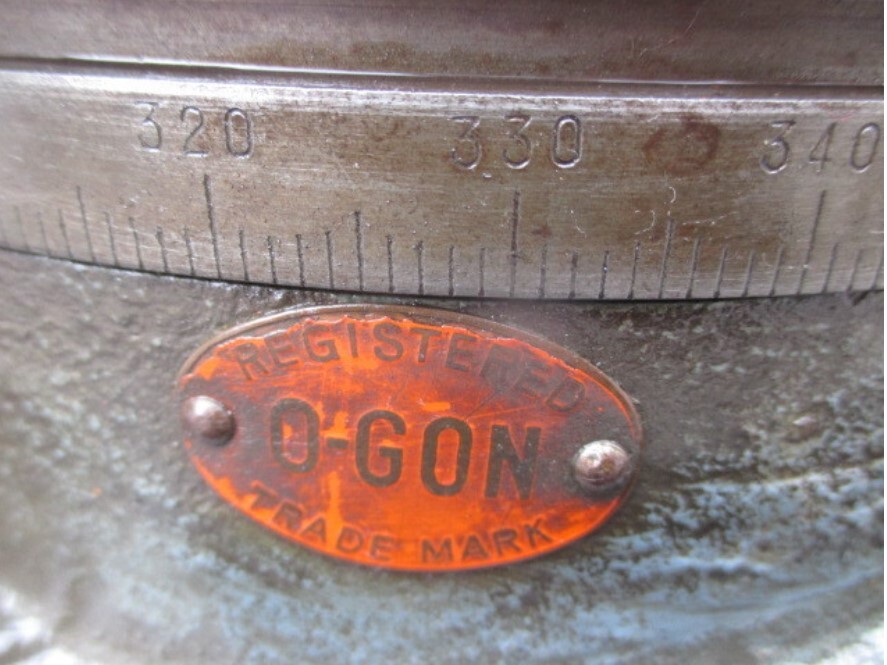 320 330 340
REGISTERED
O-GON
TRADE MARK